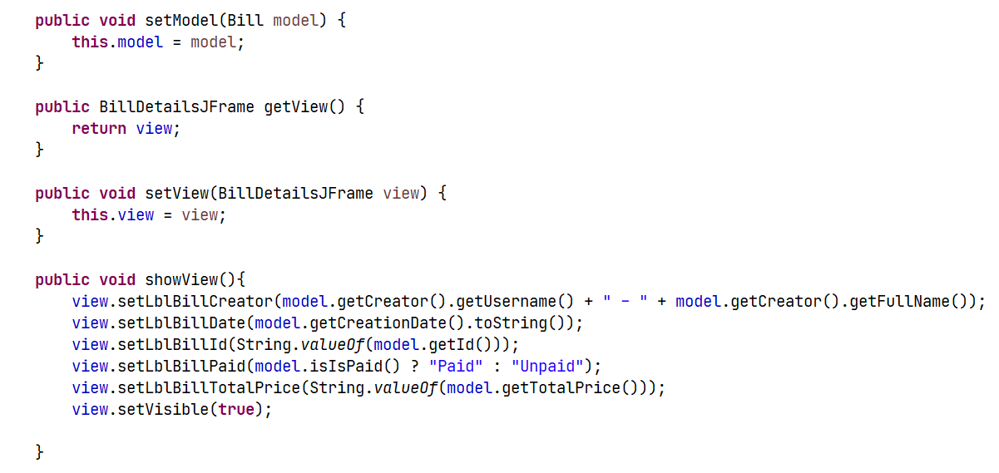 public void setModel(Bill model) {
    this.model = model;
}

public BillDetailsJFrame getView() {
    return view;
}

public void setView(BillDetailsJFrame view) {
    this.view = view;
}

public void showView(){
    view.setLblBillCreator(model.getCreator().getUsername() + " - " + model.getCreator().getFullName());
    view.setLblBillDate(model.getCreationDate().toString());
    view.setLblBillId(String.valueOf(model.getId()));
    view.setLblBillPaid(model.isIsPaid() ? "Paid" : "Unpaid");
    view.setLblBillTotalPrice(String.valueOf(model.getTotalPrice()));
    view.setVisible(true);

}